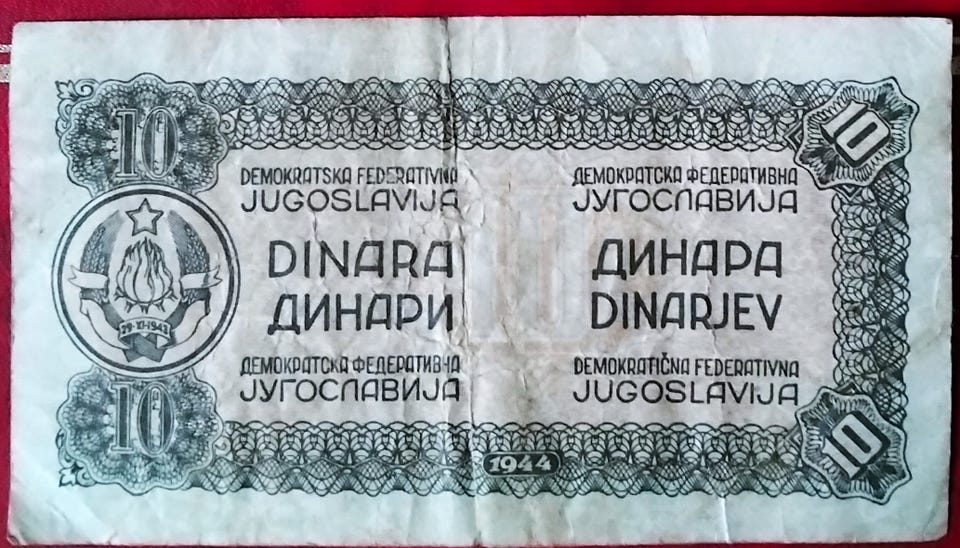 10
10
DEMOKRATSKA FEDERATIVNA
JUGOSLAVIJA
ДЕМОКРАТСКА ФЕДЕРАТИВНА
ЈУГОСЛАВИЈА
DINARA
ДИНАРИ
ДИНАРА
DINARJEV
29·XI·1943
ДЕМОКРАТСКА ФЕДЕРАТИВНА
ЈУГОСЛАВИЈА
DEMOKRATIČNA FEDERATIVNA
JUGOSLAVIJA
10
10
1944